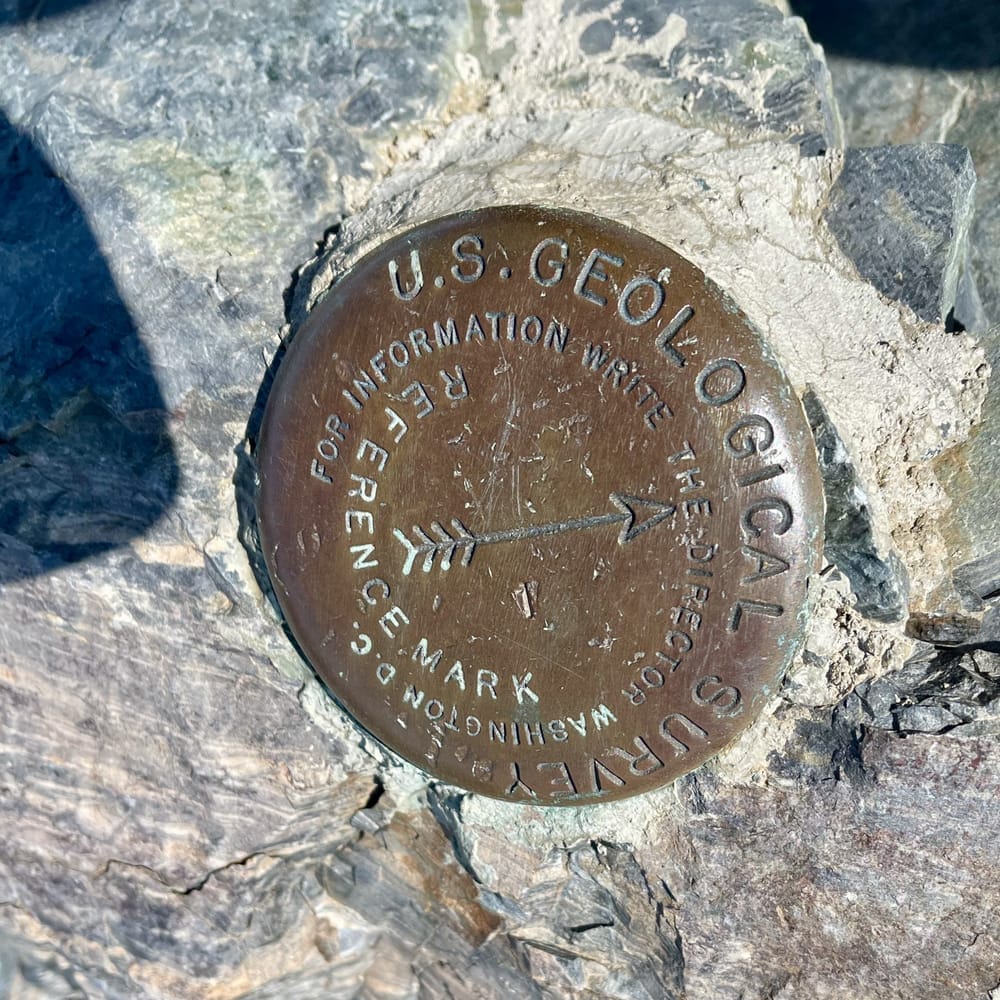 U.S. GEOLOGICAL SURVEY
FOR INFORMATION WRITE THE DIRECTOR
WASHINGTON D.C.
REFERENCE MARK